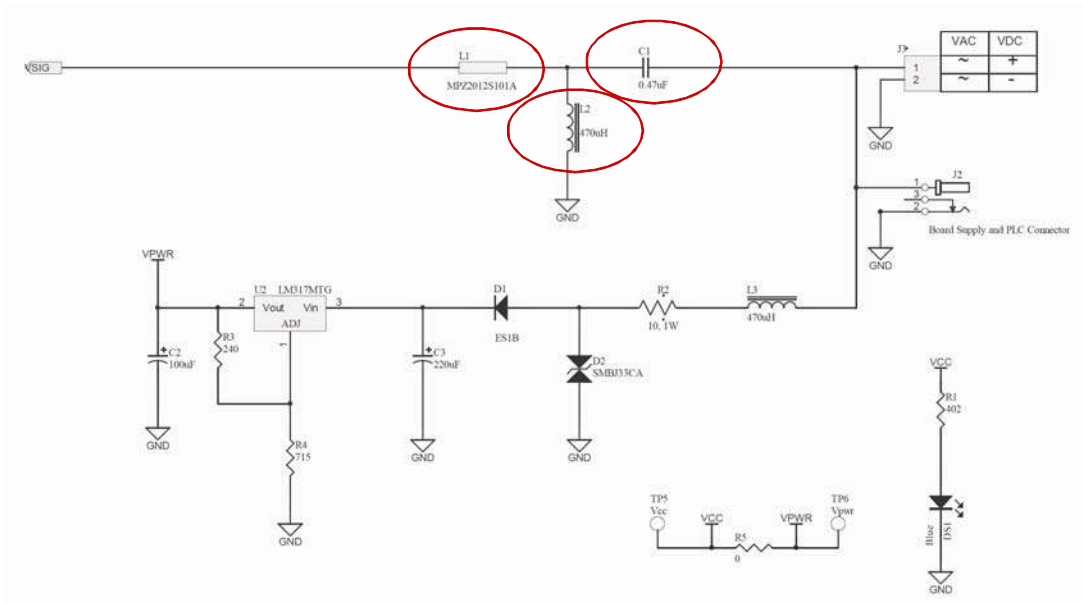 VSIG
L1
MPZ2012S101A
C1
0.47uF
L2
470uH
GND
J3
1
2
VAC VDC
~ +
~ -
GND
J2
1
3
2
Board Supply and PLC Connector
GND
VPWR
U2 LM317MTG
2 Vout Vin 3
ADJ
1
R3
240
C2
100uF
GND
R4
715
GND
C3
220uF
GND
D1
ES1B
D2
SMBJ33CA
GND
R2
10, 1W
L3
470uH
VCC
R1
402
Blue
DS1
GND
TP5
Vcc
VCC
R5
0
VPWR
TP6
Vpwr